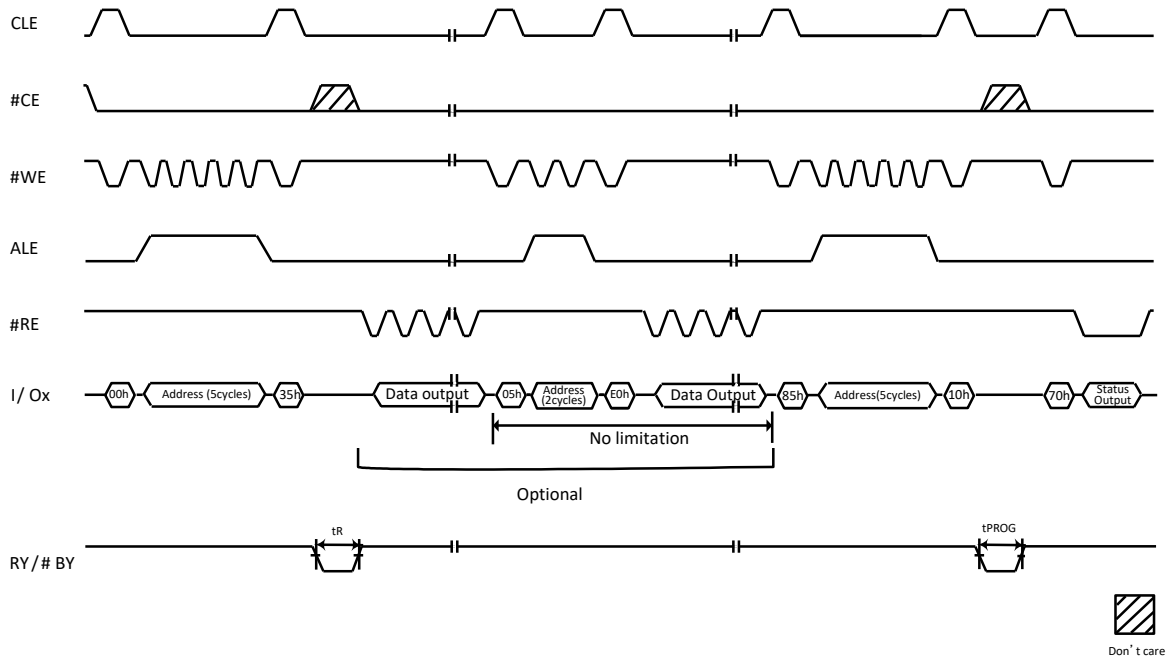 CLE
#CE
#WE
ALE
#RE
I/ Ox
00h
Address (5cycles)
35h
Data output
05h
Address
(2cycles)
E0h
Data Output
85h
Address(5cycles)
10h
70h
Status
Output
No limitation
Optional
tR
tPROG
RY/# BY
Don’t care